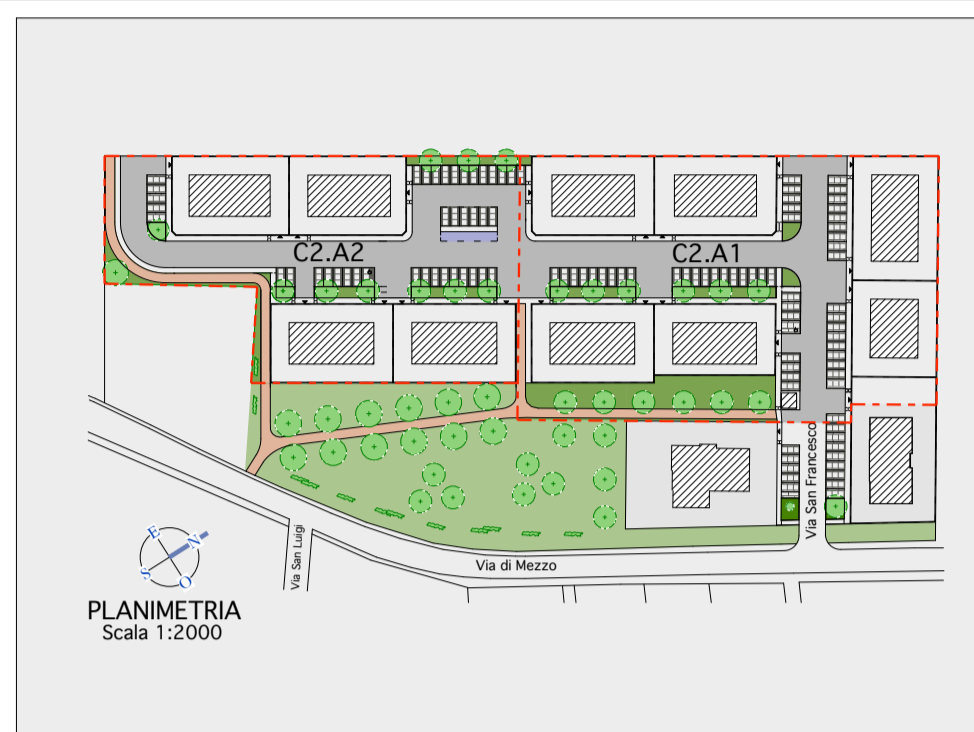 C2.A2
C2.A1
Via San Francesco
Via San Luigi
Via di Mezzo
E
N
S
O
PLANIMETRIA
Scala 1:2000